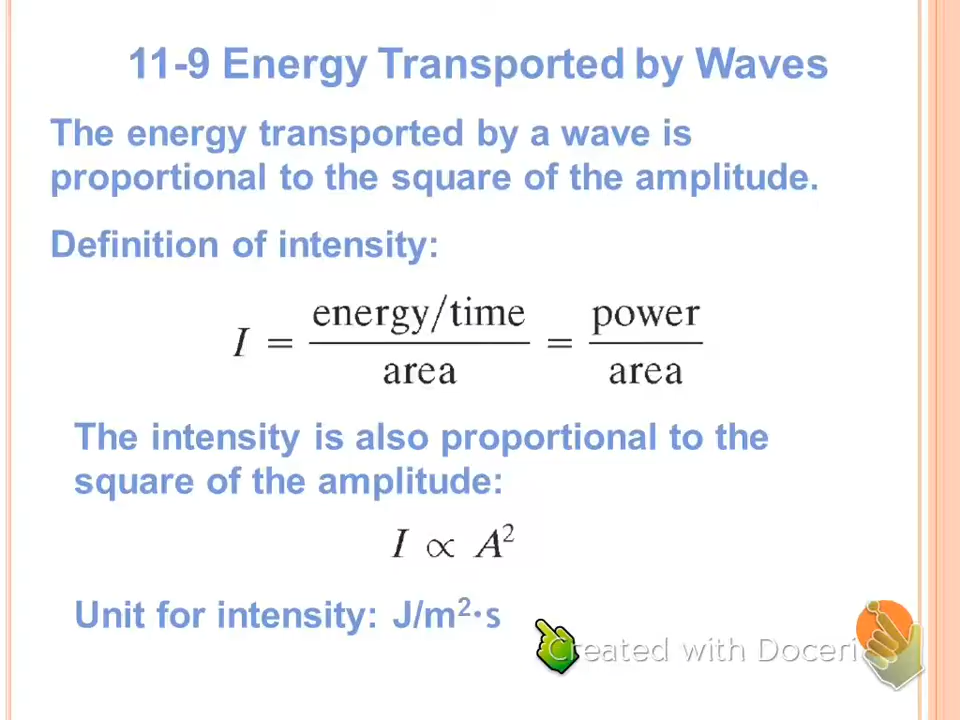 11-9 Energy Transported by Waves
The energy transported by a wave is
proportional to the square of the amplitude.
Definition of intensity:
I = energy/time / area = power / area
The intensity is also proportional to the
square of the amplitude:
I ∝ A²
Unit for intensity: J/m²·s
Created with Doceri